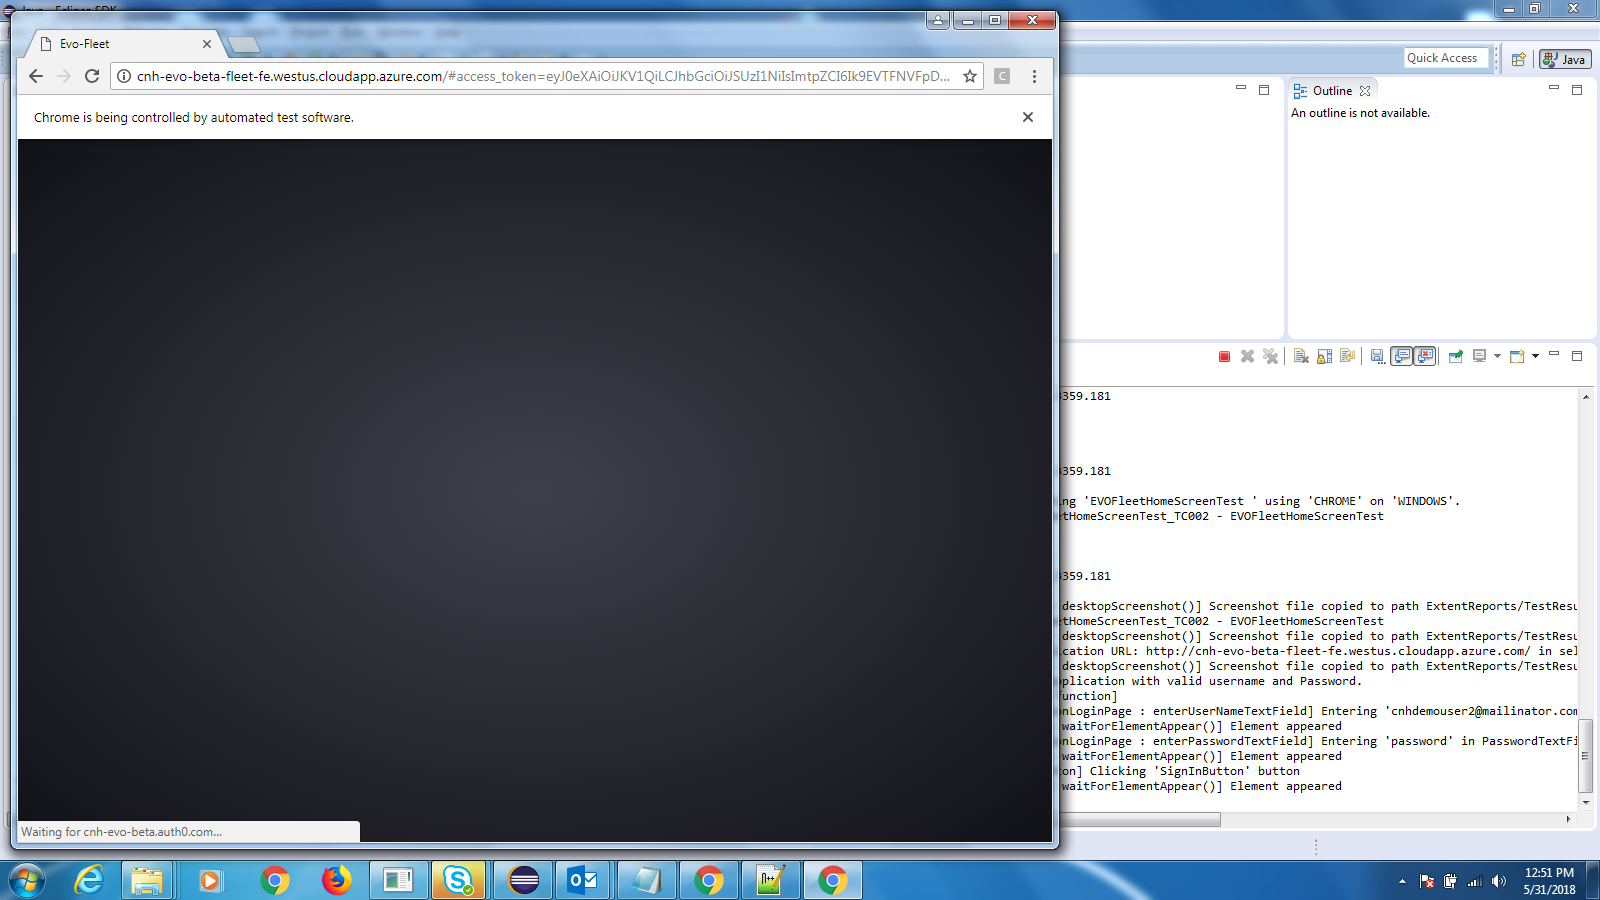 Evo-Fleet
cnh-evo-beta-fleet-fe.westus.cloudapp.azure.com/#access_token=eyJ0eXAiOiJKV1QiLCJhbGciOiJSUzI1NiIsImtpZCI6Ik9EVTFNVFpD...
C
Chrome is being controlled by automated test software.
Waiting for cnh-evo-beta.auth0.com...
Quick Access
Java
Outline
An outline is not available.
359.181
359.181
ng 'EVOFleetHomeScreenTest ' using 'CHROME' on 'WINDOWS'.
tHomeScreenTest_TC002 - EVOFleetHomeScreenTest
359.181
desktopScreenshot()] Screenshot file copied to path ExtentReports/TestResu
tHomeScreenTest_TC002 - EVOFleetHomeScreenTest
desktopScreenshot()] Screenshot file copied to path ExtentReports/TestResu
cation URL: http://cnh-evo-beta-fleet-fe.westus.cloudapp.azure.com/ in sel
desktopScreenshot()] Screenshot file copied to path ExtentReports/TestResu
plication with valid username and Password.
function]
nLoginPage : enterUserNameTextField] Entering 'cnhdemouser2@mailinator.com
waitForElementAppear()] Element appeared
nLoginPage : enterPasswordTextField] Entering 'password' in PasswordTextFi
waitForElementAppear()] Element appeared
on] Clicking 'SignInButton' button
waitForElementAppear()] Element appeared
12:51 PM
5/31/2018